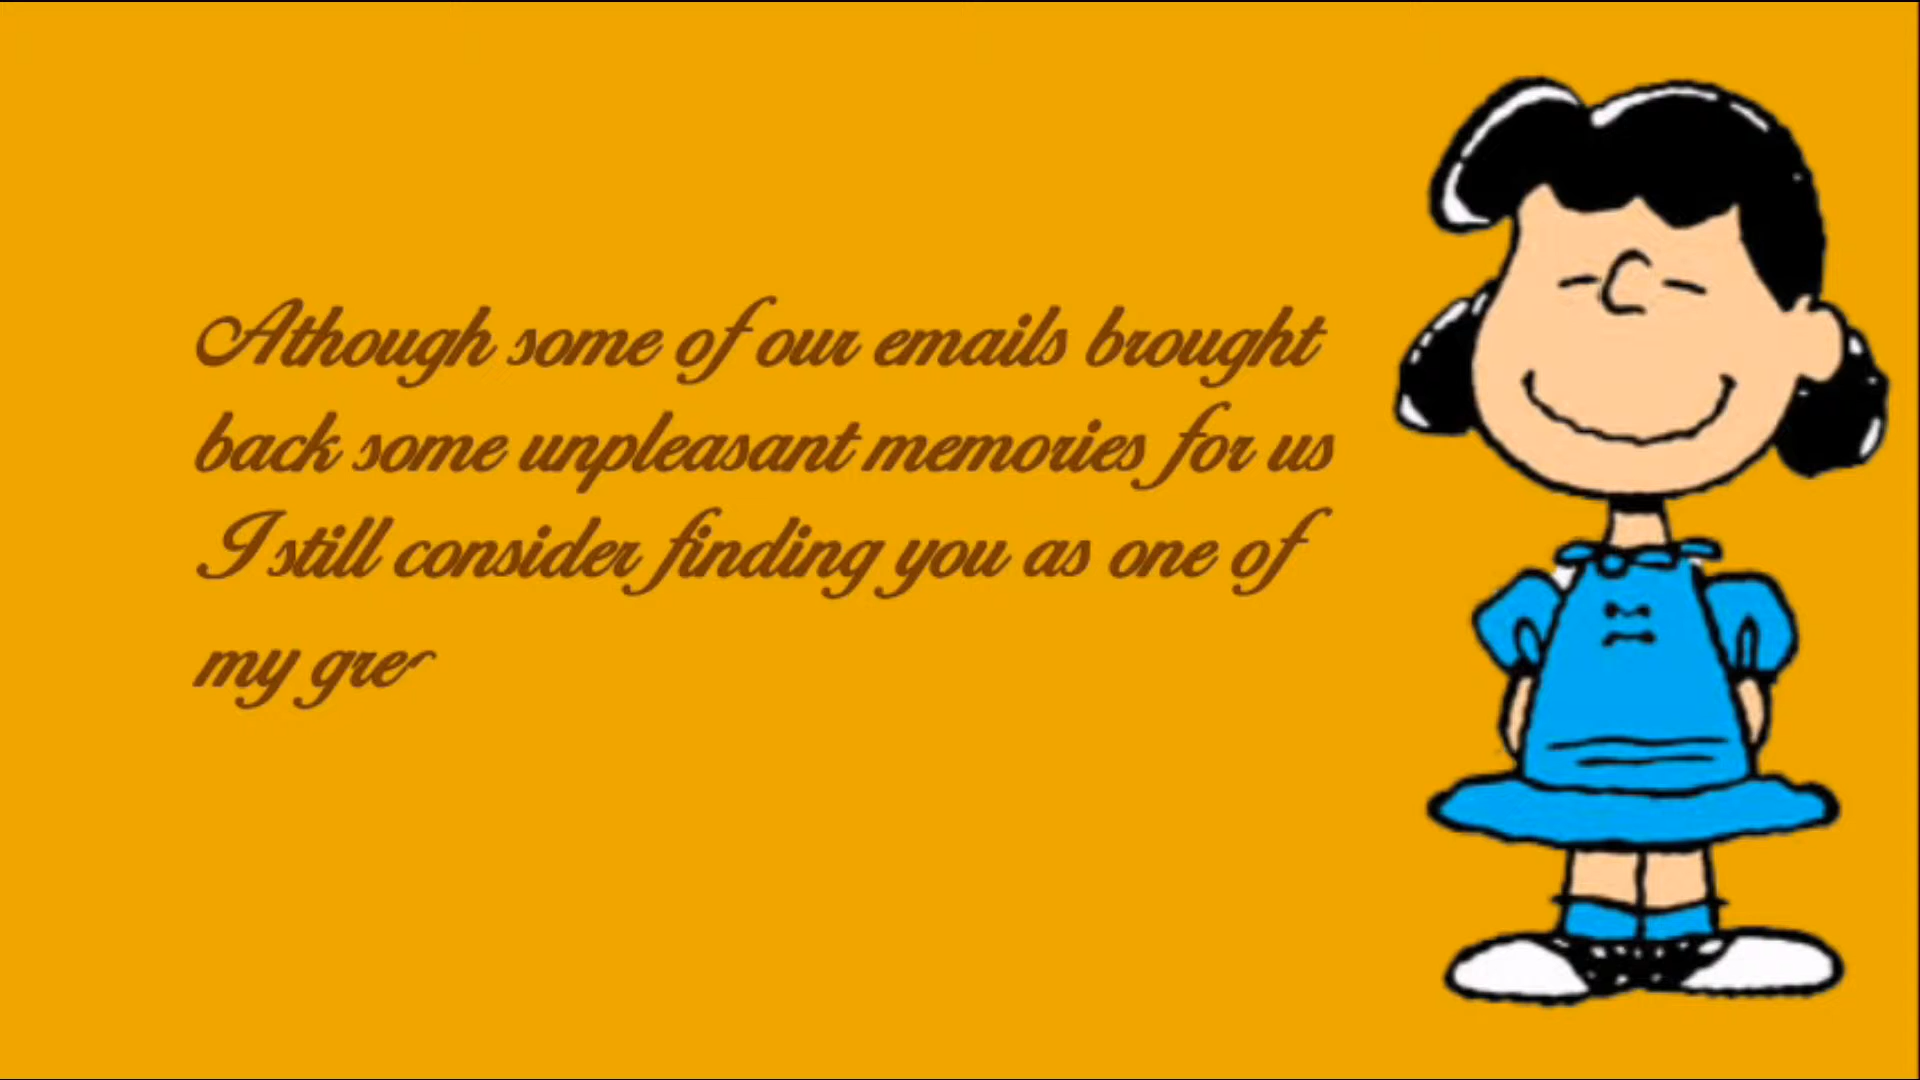 Athough some of our emails brought
back some unpleasant memories for us
I still consider finding you as one of
my gre